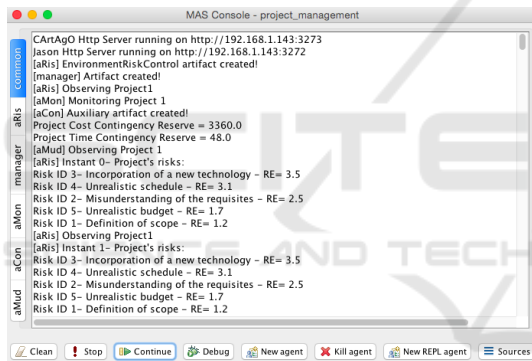 MAS Console - project_management
common
aRis
manager
aMon
aCon
aMud
CArtAgO Http Server running on http://192.168.1.143:3273
Jason Http Server running on http://192.168.1.143:3272
[aRis] EnvironmentRiskControl artifact created!
[manager] Artifact created!
[aRis] Observing Project1
[aMon] Monitoring Project 1
[aCon] Auxiliary artifact created!
Project Cost Contingency Reserve = 3360.0
Project Time Contingency Reserve = 48.0
[aMud] Observing Project 1
[aRis] Instant 0- Project's risks:
Risk ID 3- Incorporation of a new technology - RE= 3.5
Risk ID 4- Unrealistic schedule - RE= 3.1
Risk ID 2- Misunderstanding of the requisites - RE= 2.5
Risk ID 5- Unrealistic budget - RE= 1.7
Risk ID 1- Definition of scope - RE= 1.2
[aRis] Observing Project1
[aRis] Instant 1- Project's risks:
Risk ID 3- Incorporation of a new technology - RE= 3.5
Risk ID 4- Unrealistic schedule - RE= 3.1
Risk ID 2- Misunderstanding of the requisites - RE= 2.5
Risk ID 5- Unrealistic budget - RE= 1.7
Risk ID 1- Definition of scope - RE= 1.2
Clean Stop Continue Debug New agent Kill agent New REPL agent Sources